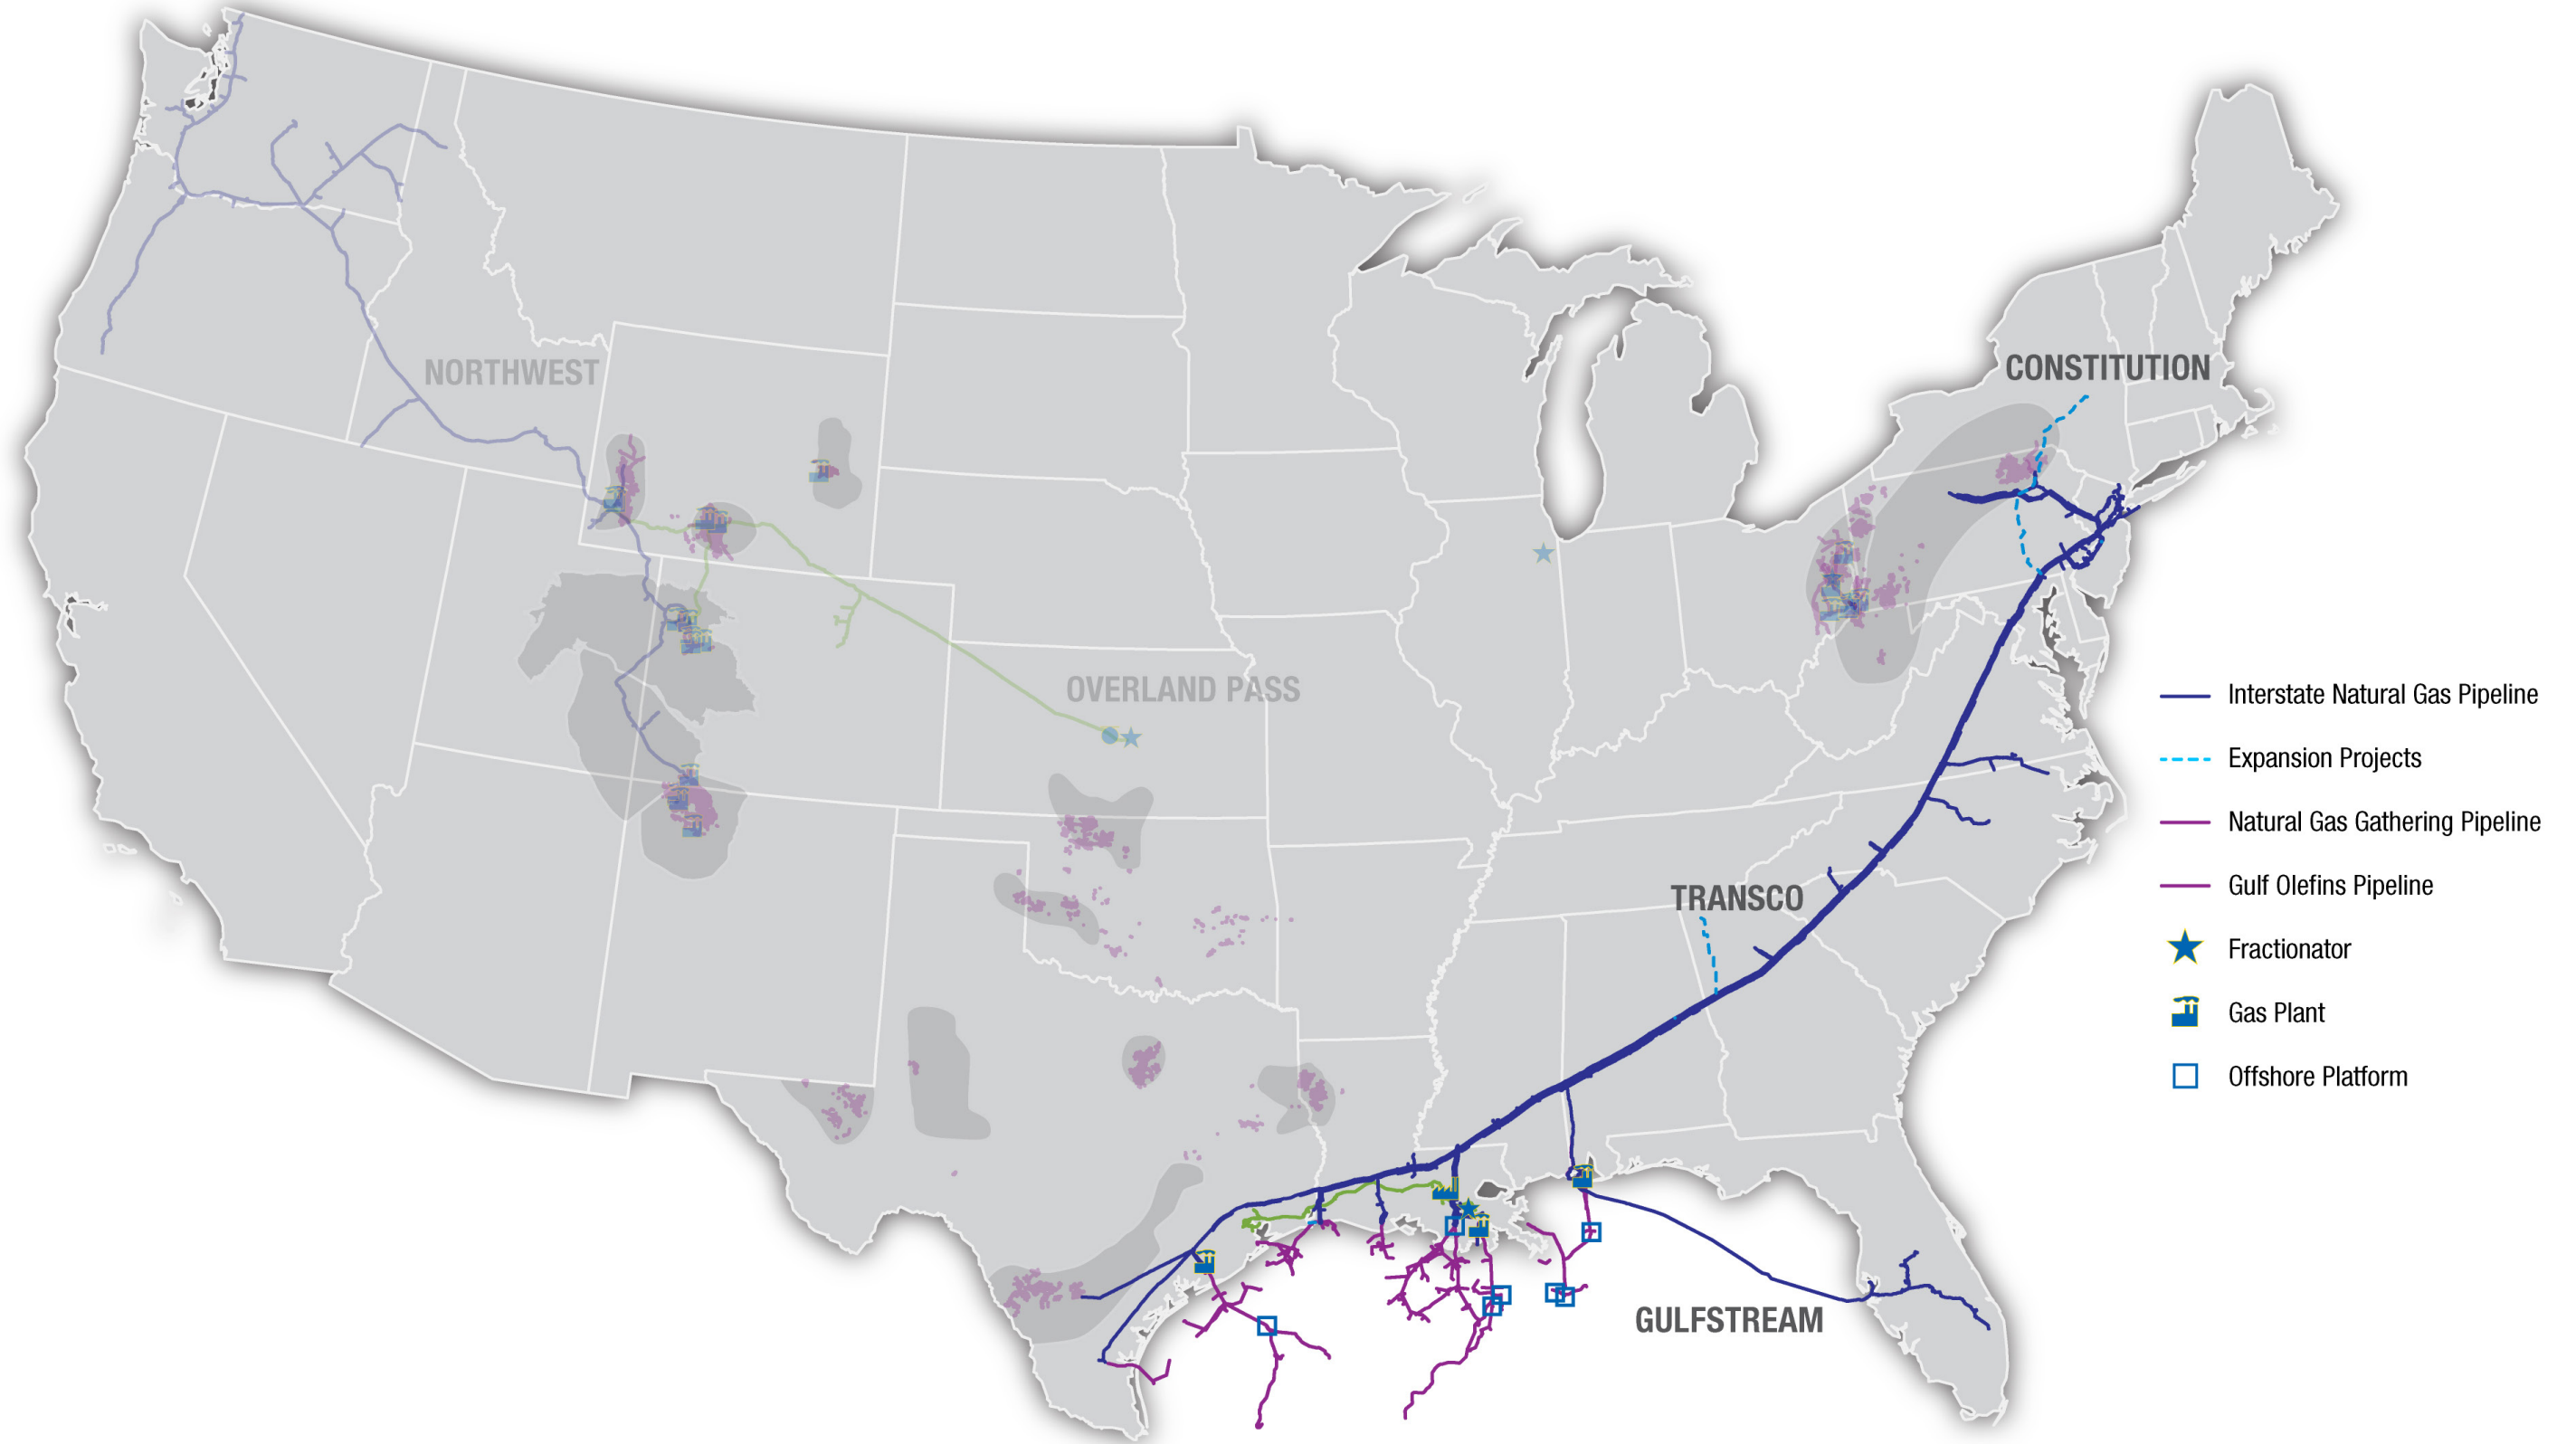 CONSTITUTION
NORTHWEST
OVERLAND PASS
TRANSCO
GULFSTREAM
Interstate Natural Gas Pipeline
Expansion Projects
Natural Gas Gathering Pipeline
Gulf Olefins Pipeline
Fractionator
Gas Plant
Offshore Platform